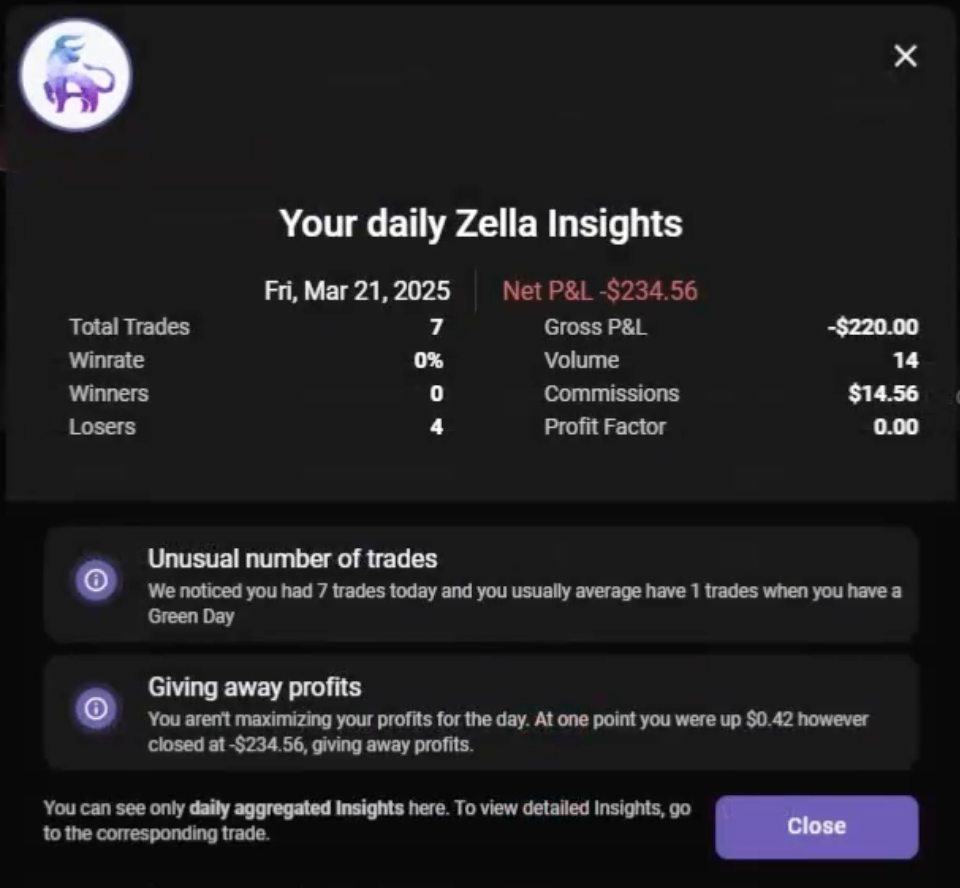 Your daily Zella Insights
Fri, Mar 21, 2025 Net P&L -$234.56
Total Trades 7 Gross P&L -$220.00
Winrate 0% Volume 14
Winners 0 Commissions $14.56
Losers 4 Profit Factor 0.00
Unusual number of trades
We noticed you had 7 trades today and you usually average have 1 trades when you have a
Green Day
Giving away profits
You aren't maximizing your profits for the day. At one point you were up $0.42 however
closed at -$234.56, giving away profits.
You can see only daily aggregated Insights here. To view detailed Insights, go
to the corresponding trade.
Close